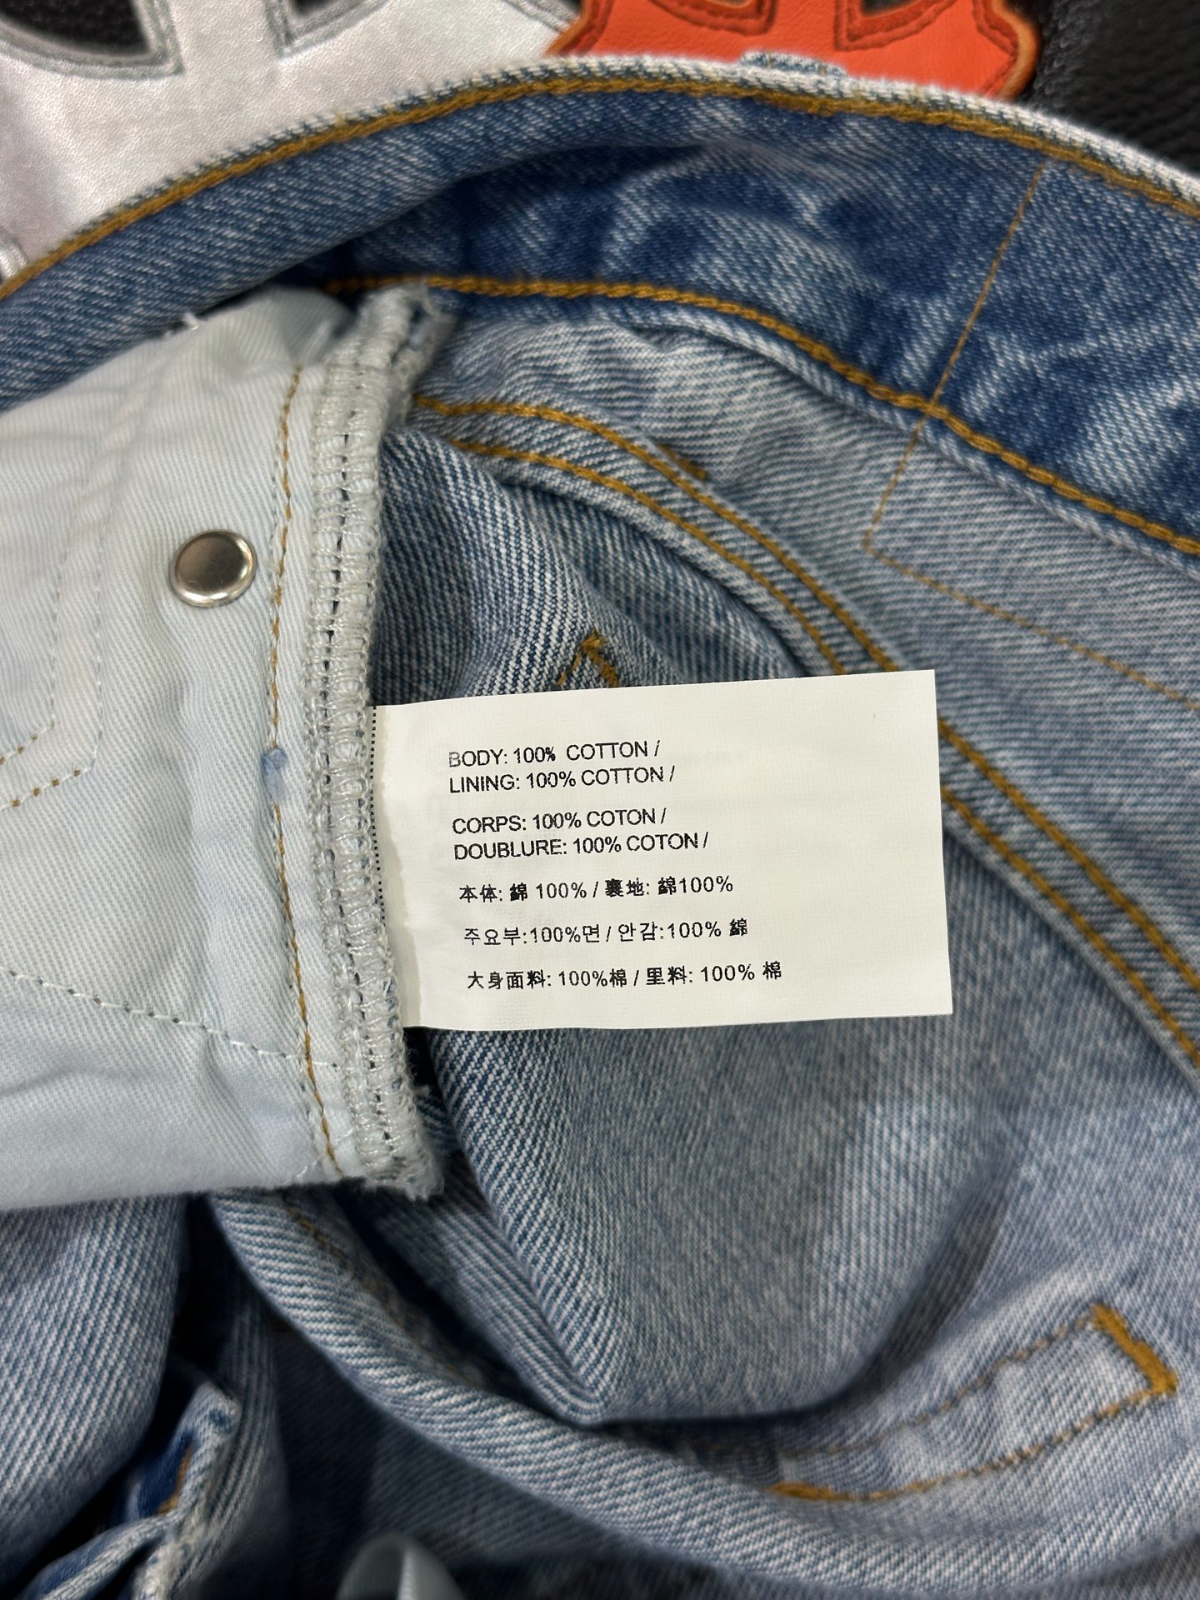 BODY: 100% COTTON /
LINING: 100% COTTON /
CORPS: 100% COTON /
DOUBLURE: 100% COTON /
本体: 綿 100% / 裏地: 綿100%
주요부:100%면 / 안감:100% 綿
大身面料: 100%棉 / 里料: 100% 棉